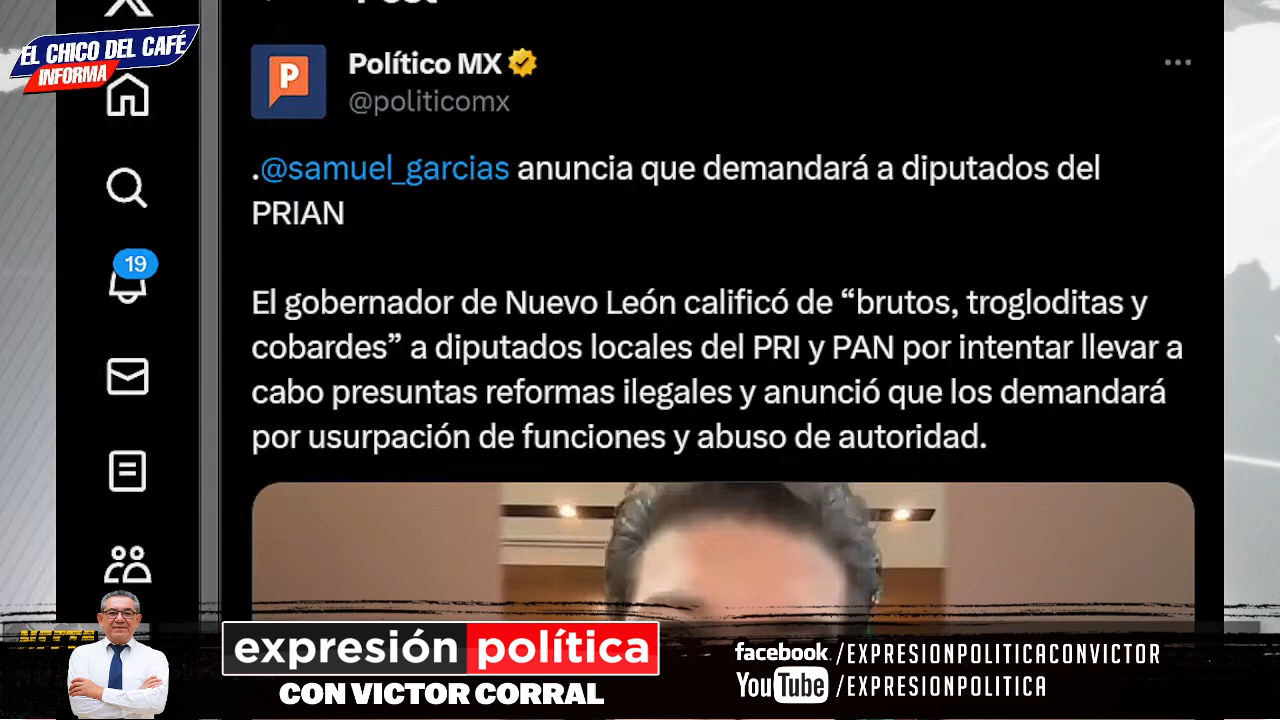 EL CHICO DEL CAFÉ
INFORMA
Post
Político MX
@politicomx
.@samuel_garcias anuncia que demandará a diputados del
PRIAN
El gobernador de Nuevo León calificó de “brutos, trogloditas y
cobardes” a diputados locales del PRI y PAN por intentar llevar a
cabo presuntas reformas ilegales y anunció que los demandará
por usurpación de funciones y abuso de autoridad.
19
expresión política
CON VICTOR CORRAL
facebook /EXPRESIONPOLITICACONVICTOR
YouTube /EXPRESIONPOLITICA